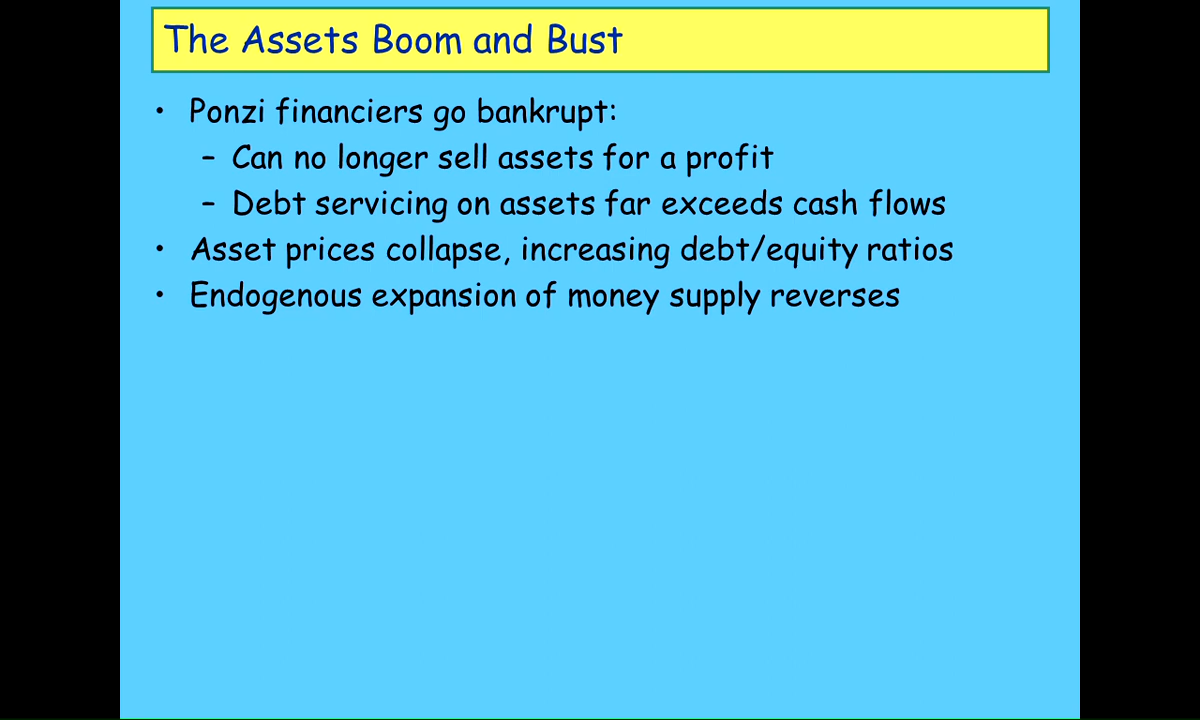 The Assets Boom and Bust
• Ponzi financiers go bankrupt:
– Can no longer sell assets for a profit
– Debt servicing on assets far exceeds cash flows
• Asset prices collapse, increasing debt/equity ratios
• Endogenous expansion of money supply reverses